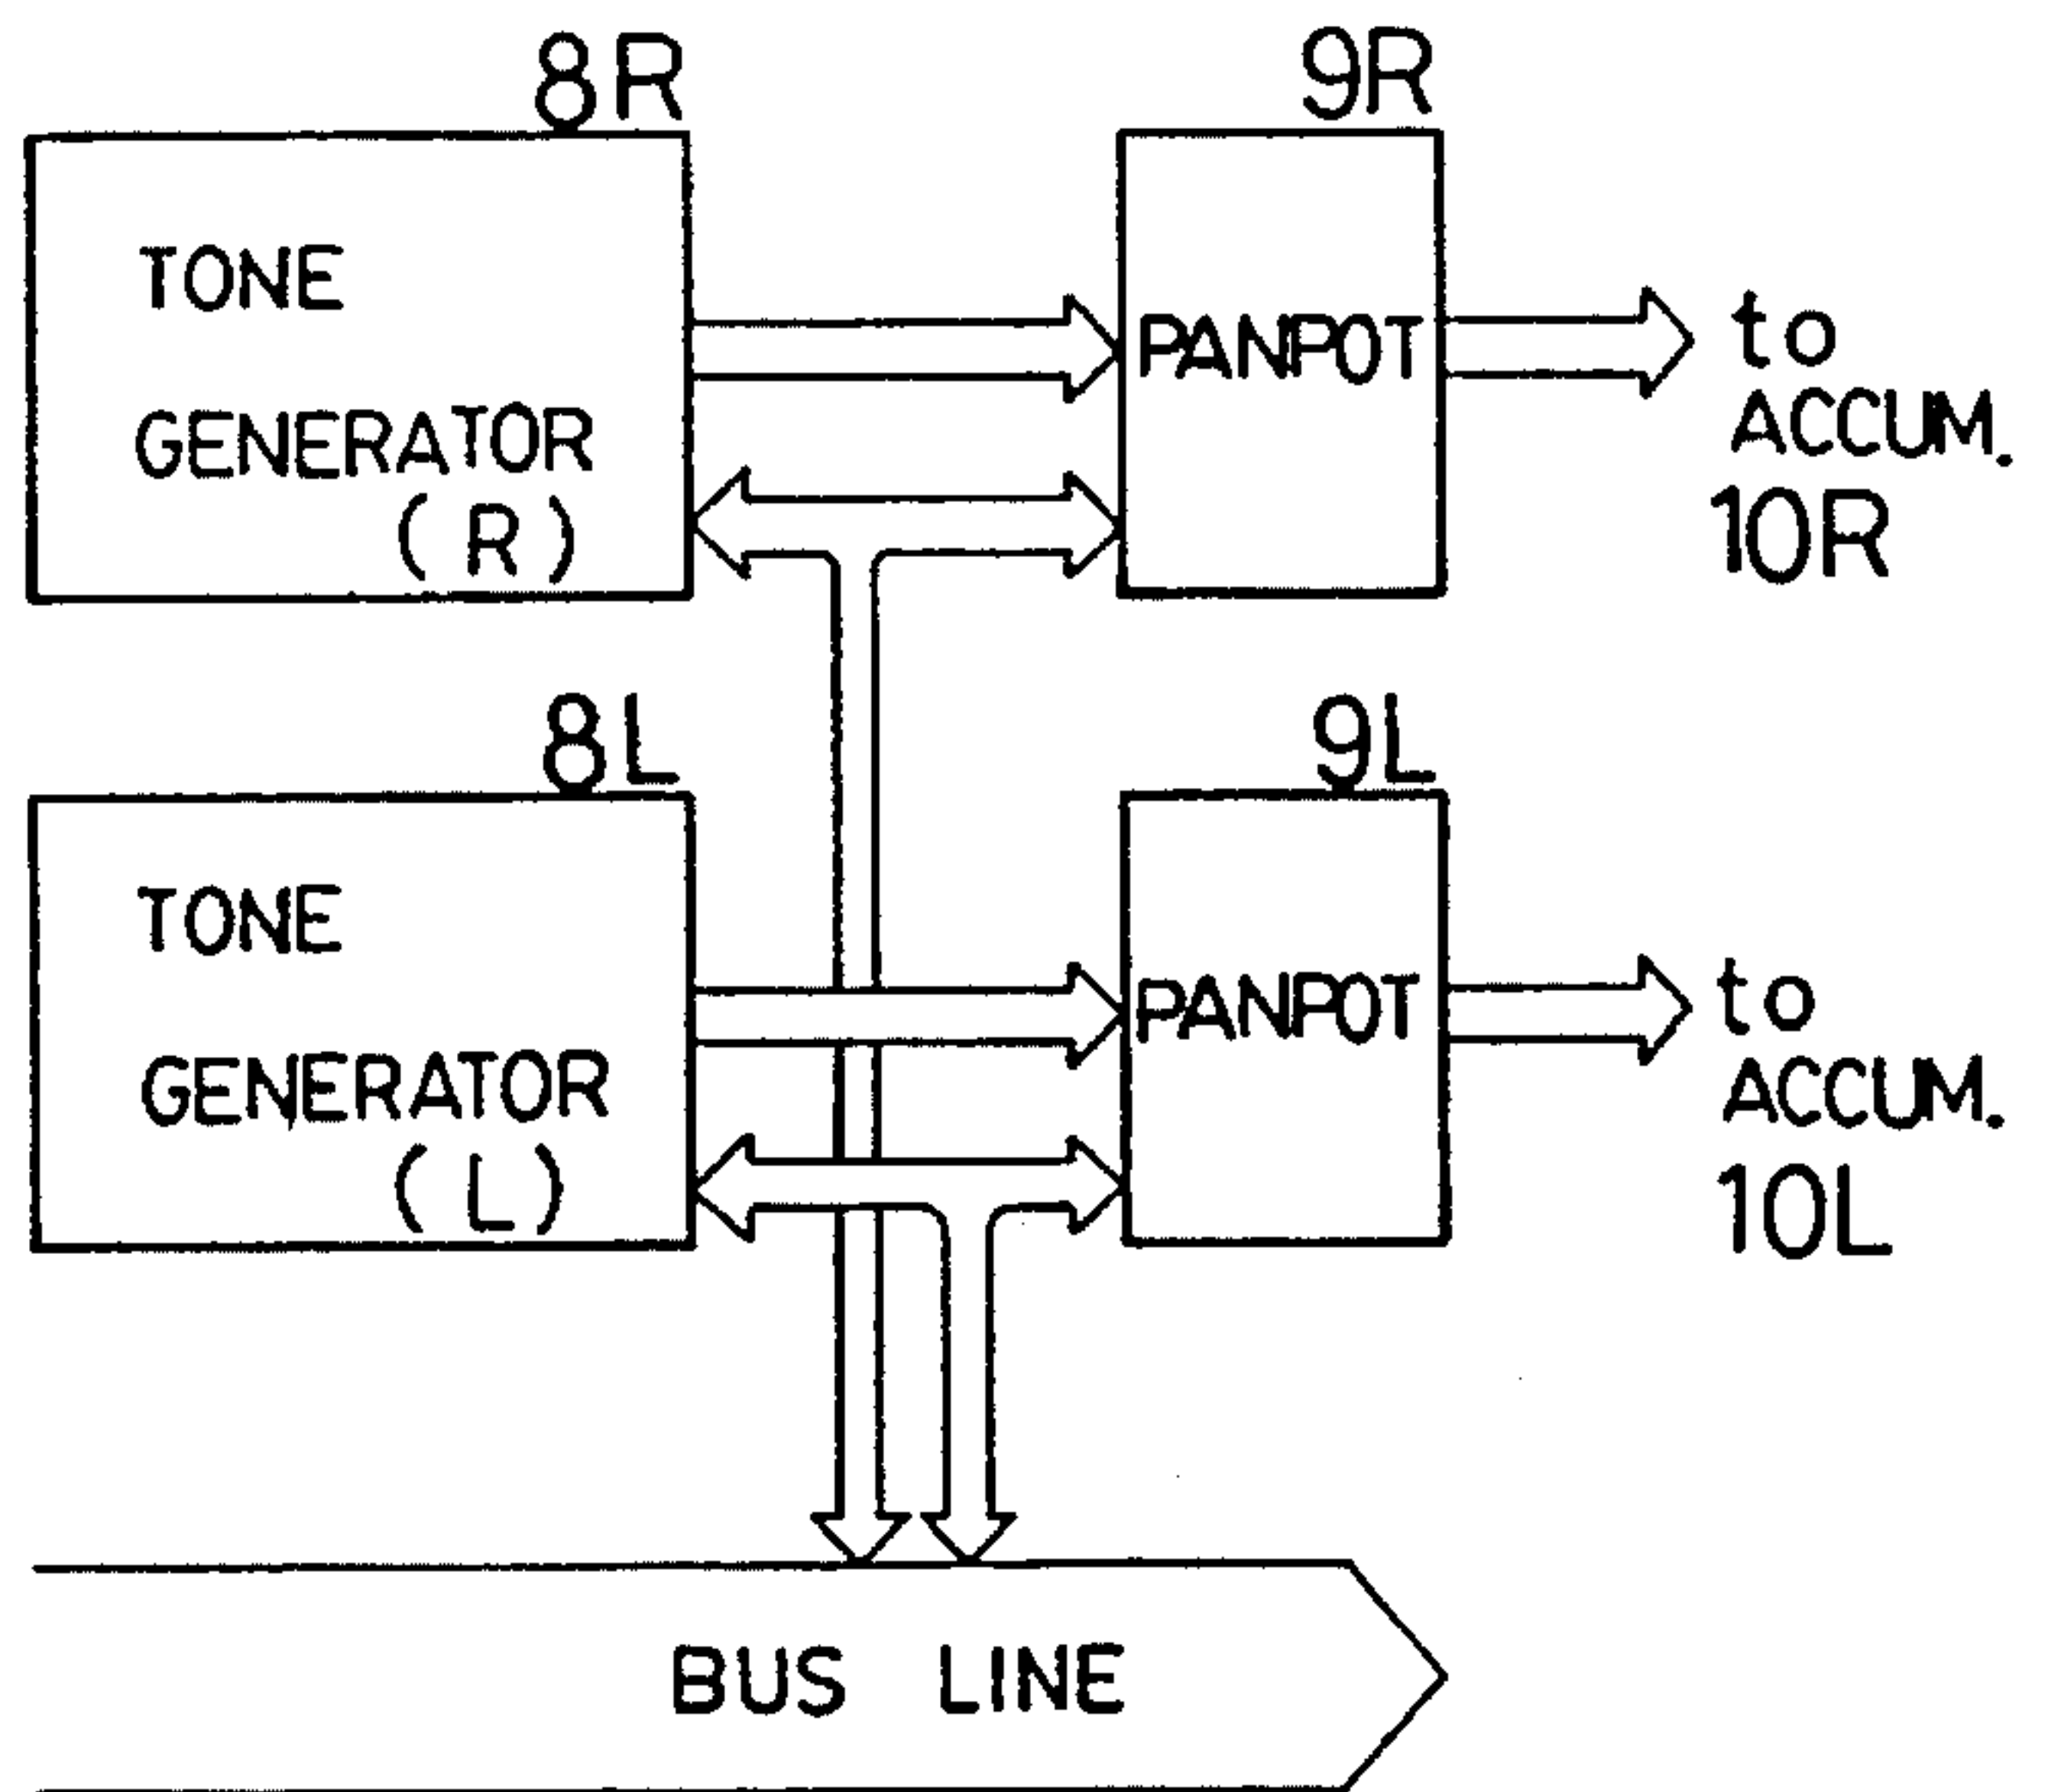 8R
9R
TONE
GENERATOR
(R)
PANPOT
to
ACCUM.
10R
8L
9L
TONE
GENERATOR
(L)
PANPOT
to
ACCUM.
10L
BUS LINE